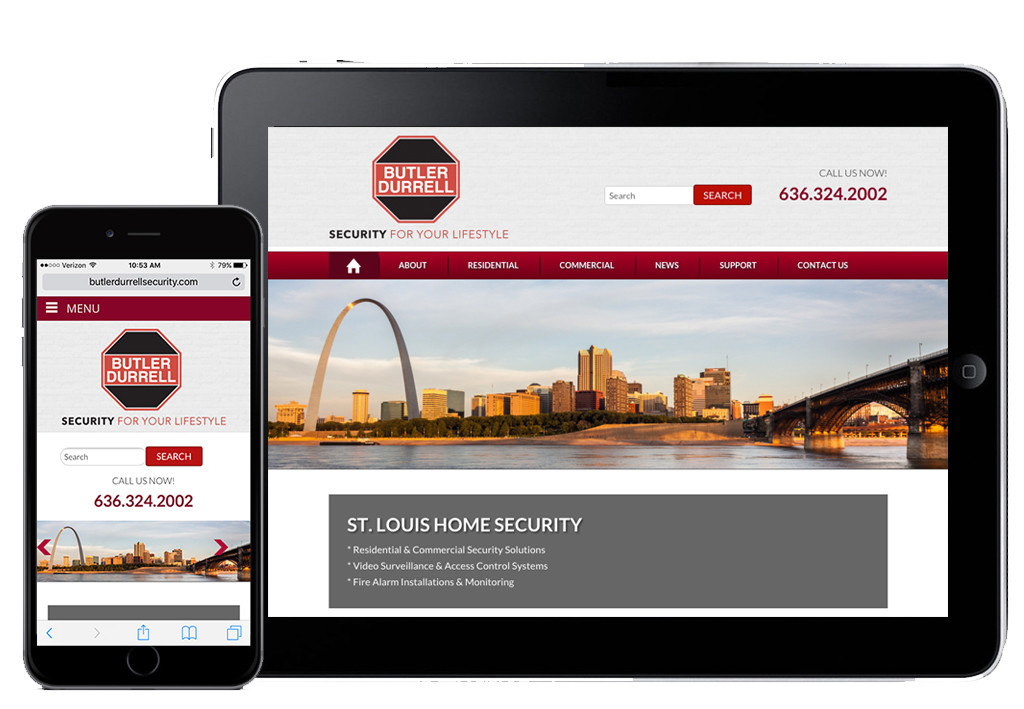 BUTLER
DURRELL
SECURITY FOR YOUR LIFESTYLE
Search
SEARCH
CALL US NOW!
636.324.2002
ABOUT
RESIDENTIAL
COMMERCIAL
NEWS
SUPPORT
CONTACT US
ST. LOUIS HOME SECURITY
* Residential & Commercial Security Solutions
* Video Surveillance & Access Control Systems
* Fire Alarm Installations & Monitoring
Verizon
10:53 AM
79%
butlerdurrellsecurity.com
MENU
BUTLER
DURRELL
SECURITY FOR YOUR LIFESTYLE
Search
SEARCH
CALL US NOW!
636.324.2002